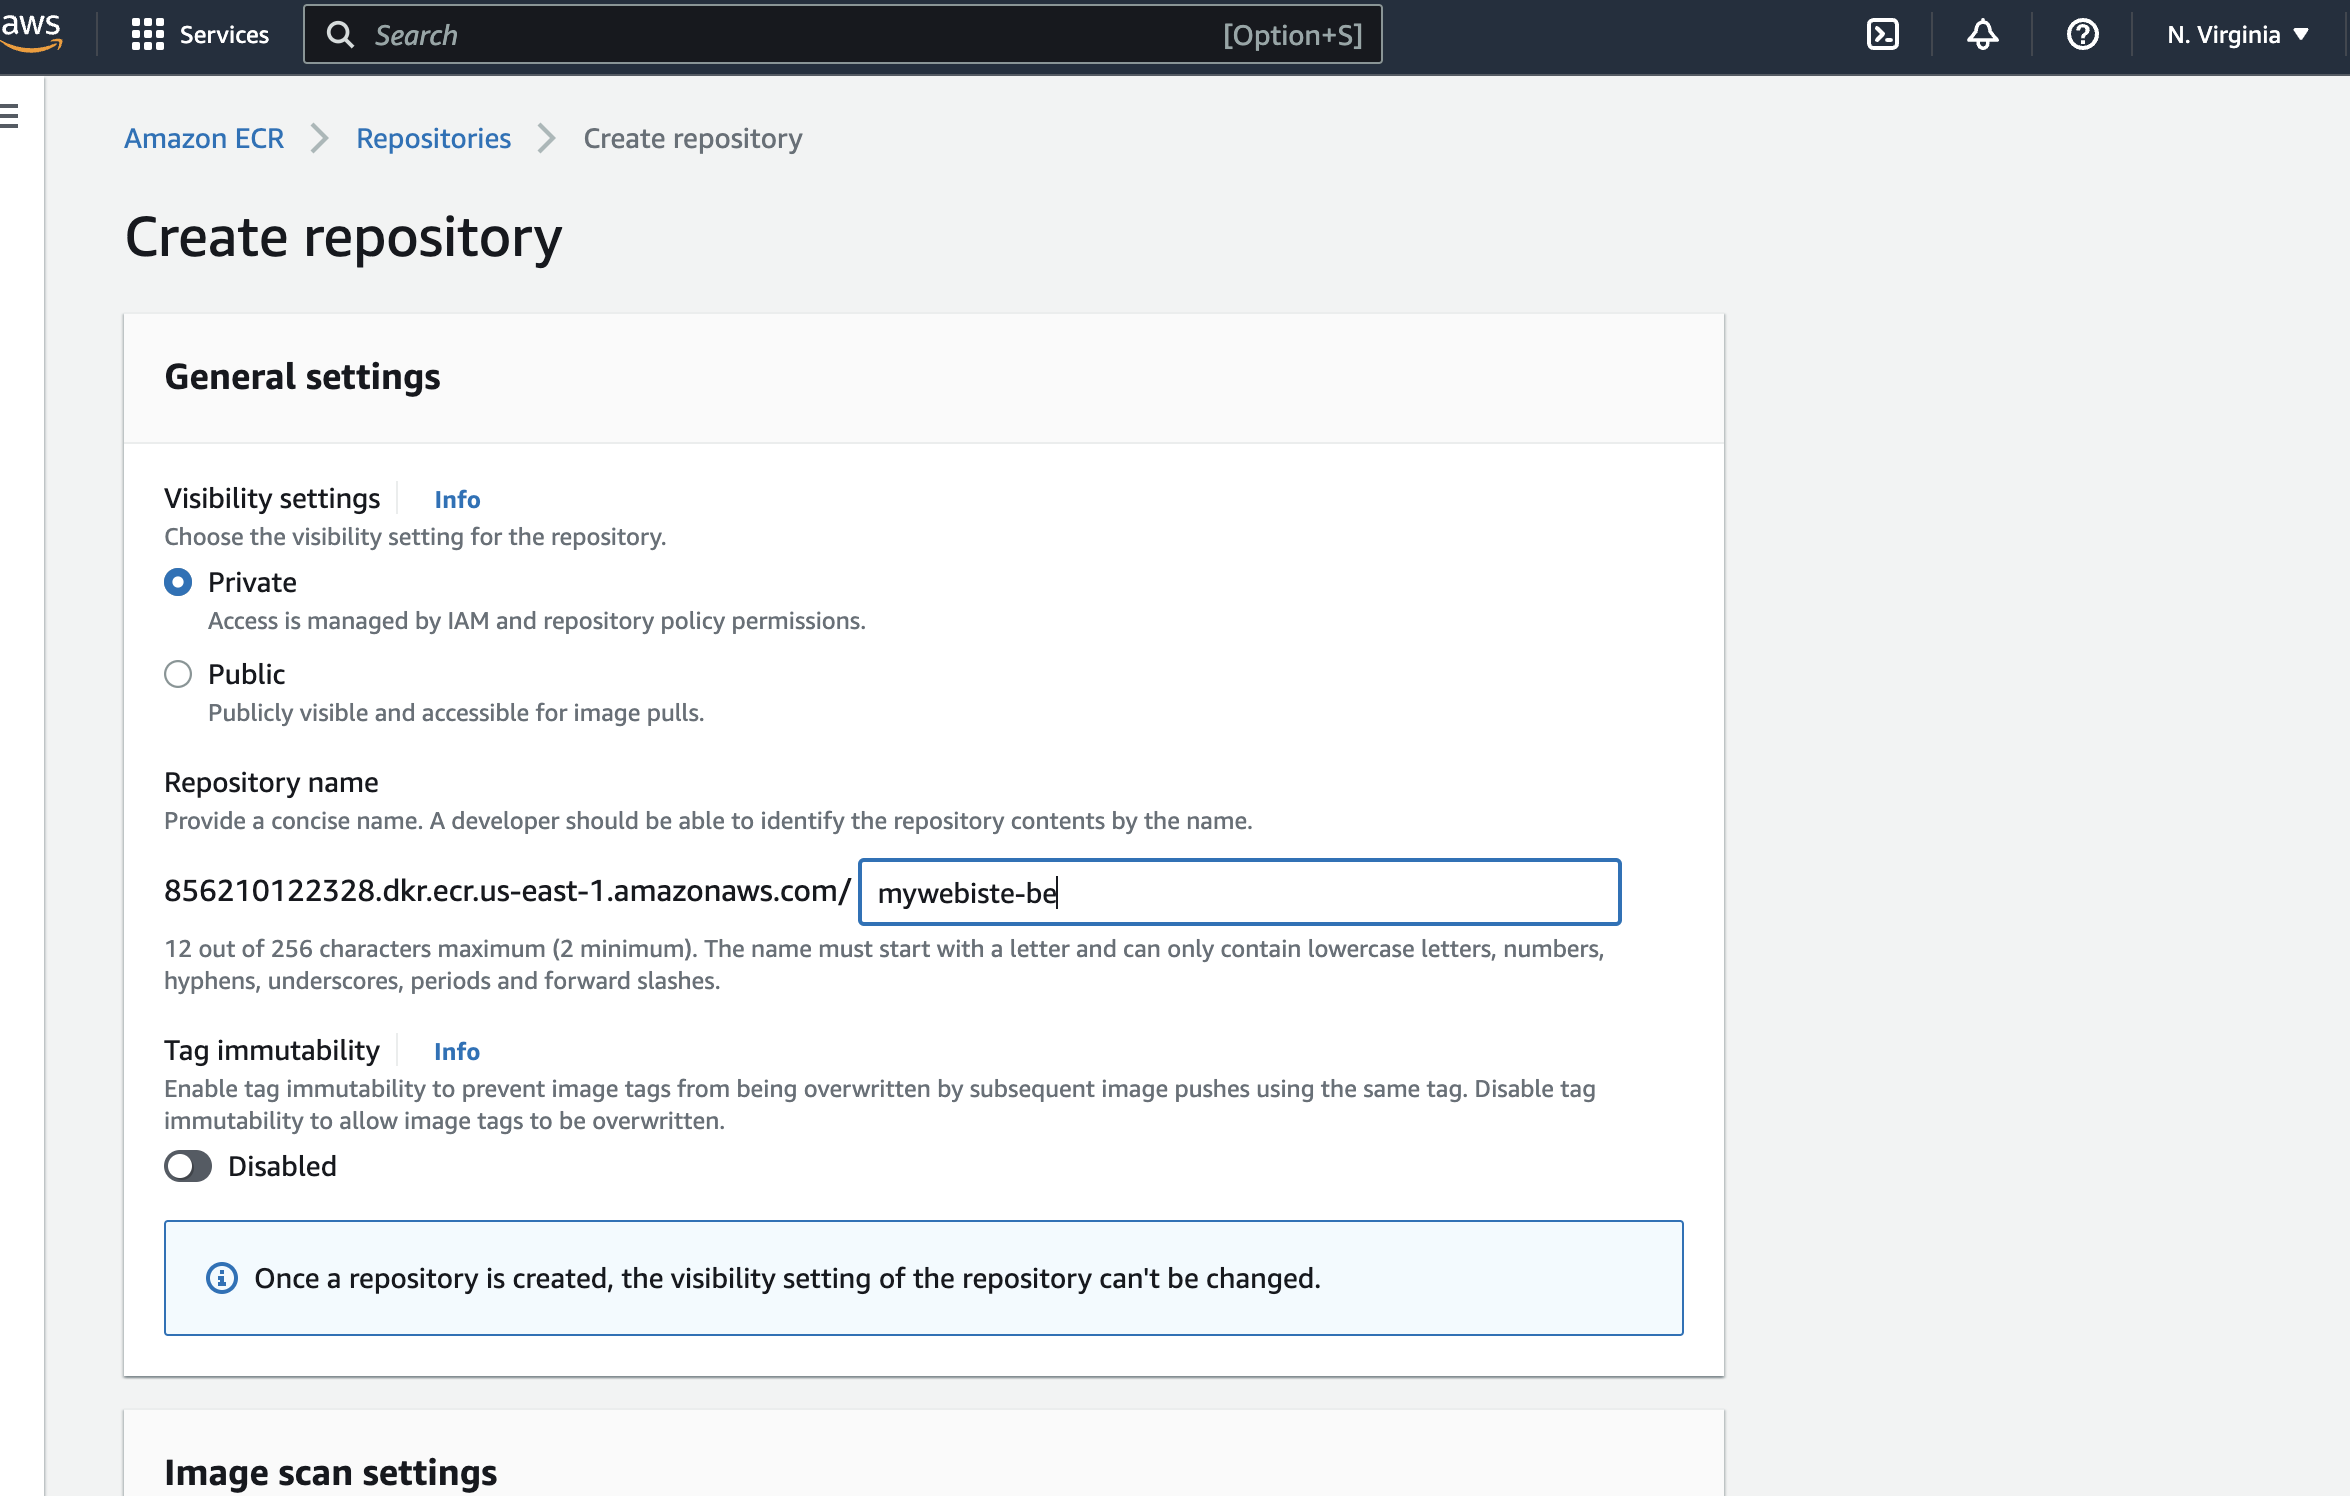 aws Services Search [Option+S] N. Virginia
Amazon ECR Repositories Create repository
Create repository
General settings
Visibility settings Info
Choose the visibility setting for the repository.
Private
Access is managed by IAM and repository policy permissions.
Public
Publicly visible and accessible for image pulls.
Repository name
Provide a concise name. A developer should be able to identify the repository contents by the name.
856210122328.dkr.ecr.us-east-1.amazonaws.com/ mywebiste-be
12 out of 256 characters maximum (2 minimum). The name must start with a letter and can only contain lowercase letters, numbers,
hyphens, underscores, periods and forward slashes.
Tag immutability Info
Enable tag immutability to prevent image tags from being overwritten by subsequent image pushes using the same tag. Disable tag
immutability to allow image tags to be overwritten.
Disabled
Once a repository is created, the visibility setting of the repository can't be changed.
Image scan settings